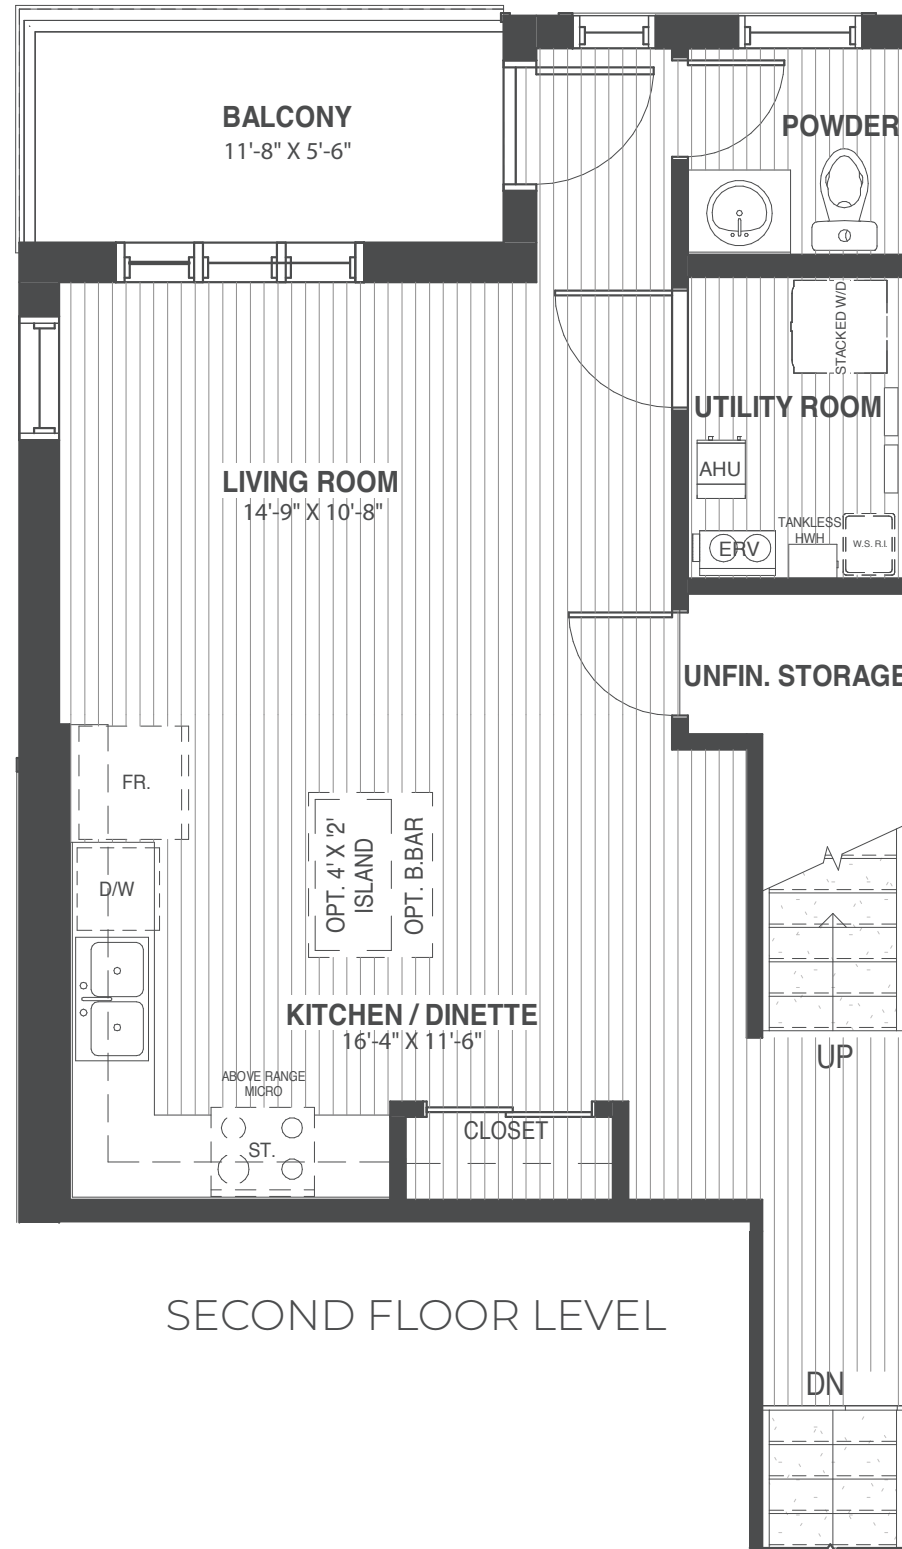 BALCONY
11'-8" X 5'-6"
POWDER
STACKED W/D
UTILITY ROOM
AHU
TANKLESS
HWH
ERV
W.S. R.I.
LIVING ROOM
14'-9" X 10'-8"
UNFIN. STORAGE
FR.
D/W
OPT. 4' X '2'
ISLAND
OPT. B.BAR
KITCHEN / DINETTE
16'-4" X 11'-6"
UP
ABOVE RANGE
MICRO
ST.
CLOSET
SECOND FLOOR LEVEL
DN